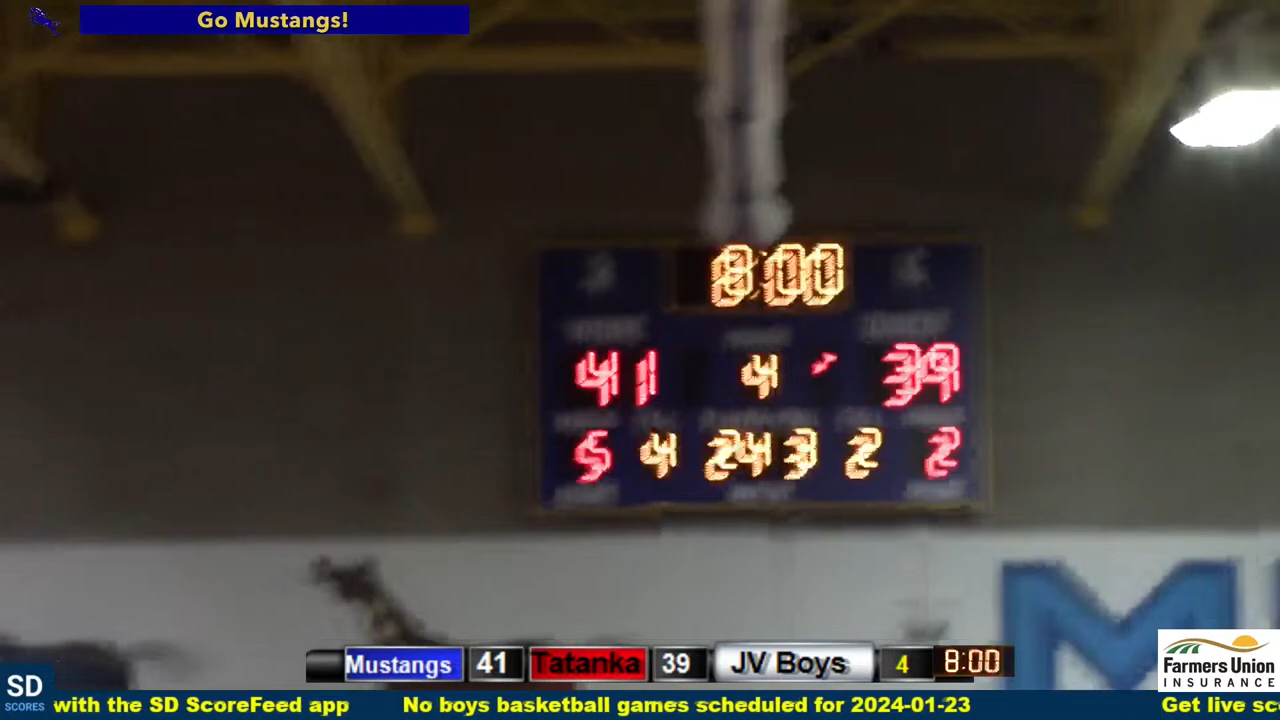 Go Mustangs!
8:00
41 4 39
5 4 24 3 2 2
M
Mustangs 41 Tatanka 39 JV Boys 4 8:00
Farmers Union
INSURANCE
SD
SCORES
with the SD ScoreFeed app No boys basketball games scheduled for 2024-01-23 Get live sc